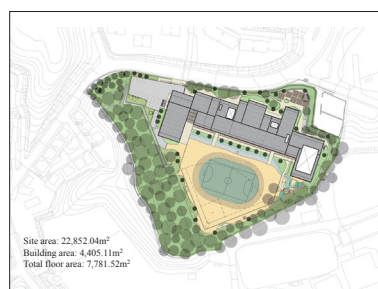 Site area: 22,852.04m²
Building area: 4,405.11m²
Total floor area: 7,781.52m²